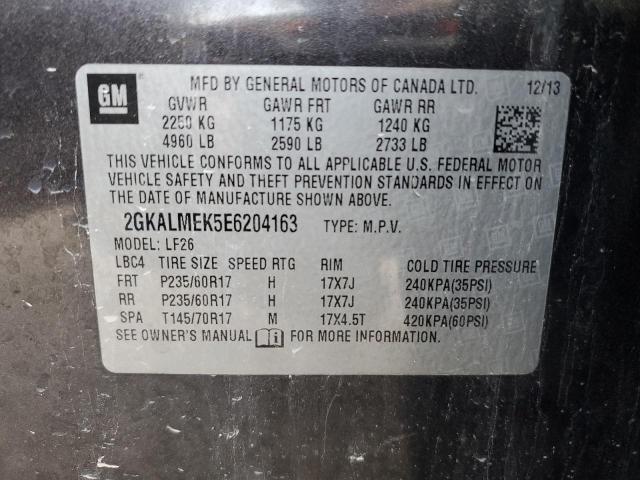 GM
MFD BY GENERAL MOTORS OF CANADA LTD. 12/13
GVWR GAWR FRT GAWR RR
2250 KG 1175 KG 1240 KG
4960 LB 2590 LB 2733 LB
THIS VEHICLE CONFORMS TO ALL APPLICABLE U.S. FEDERAL MOTOR
VEHICLE SAFETY AND THEFT PREVENTION STANDARDS IN EFFECT ON
THE DATE OF MANUFACTURE SHOWN ABOVE.
2GKALMEK5E6204163 TYPE: M.P.V.
MODEL: LF26
LBC4 TIRE SIZE SPEED RTG RIM COLD TIRE PRESSURE
FRT P235/60R17 H 17X7J 240KPA(35PSI)
RR P235/60R17 H 17X7J 240KPA(35PSI)
SPA T145/70R17 M 17X4.5T 420KPA(60PSI)
SEE OWNER'S MANUAL FOR MORE INFORMATION.